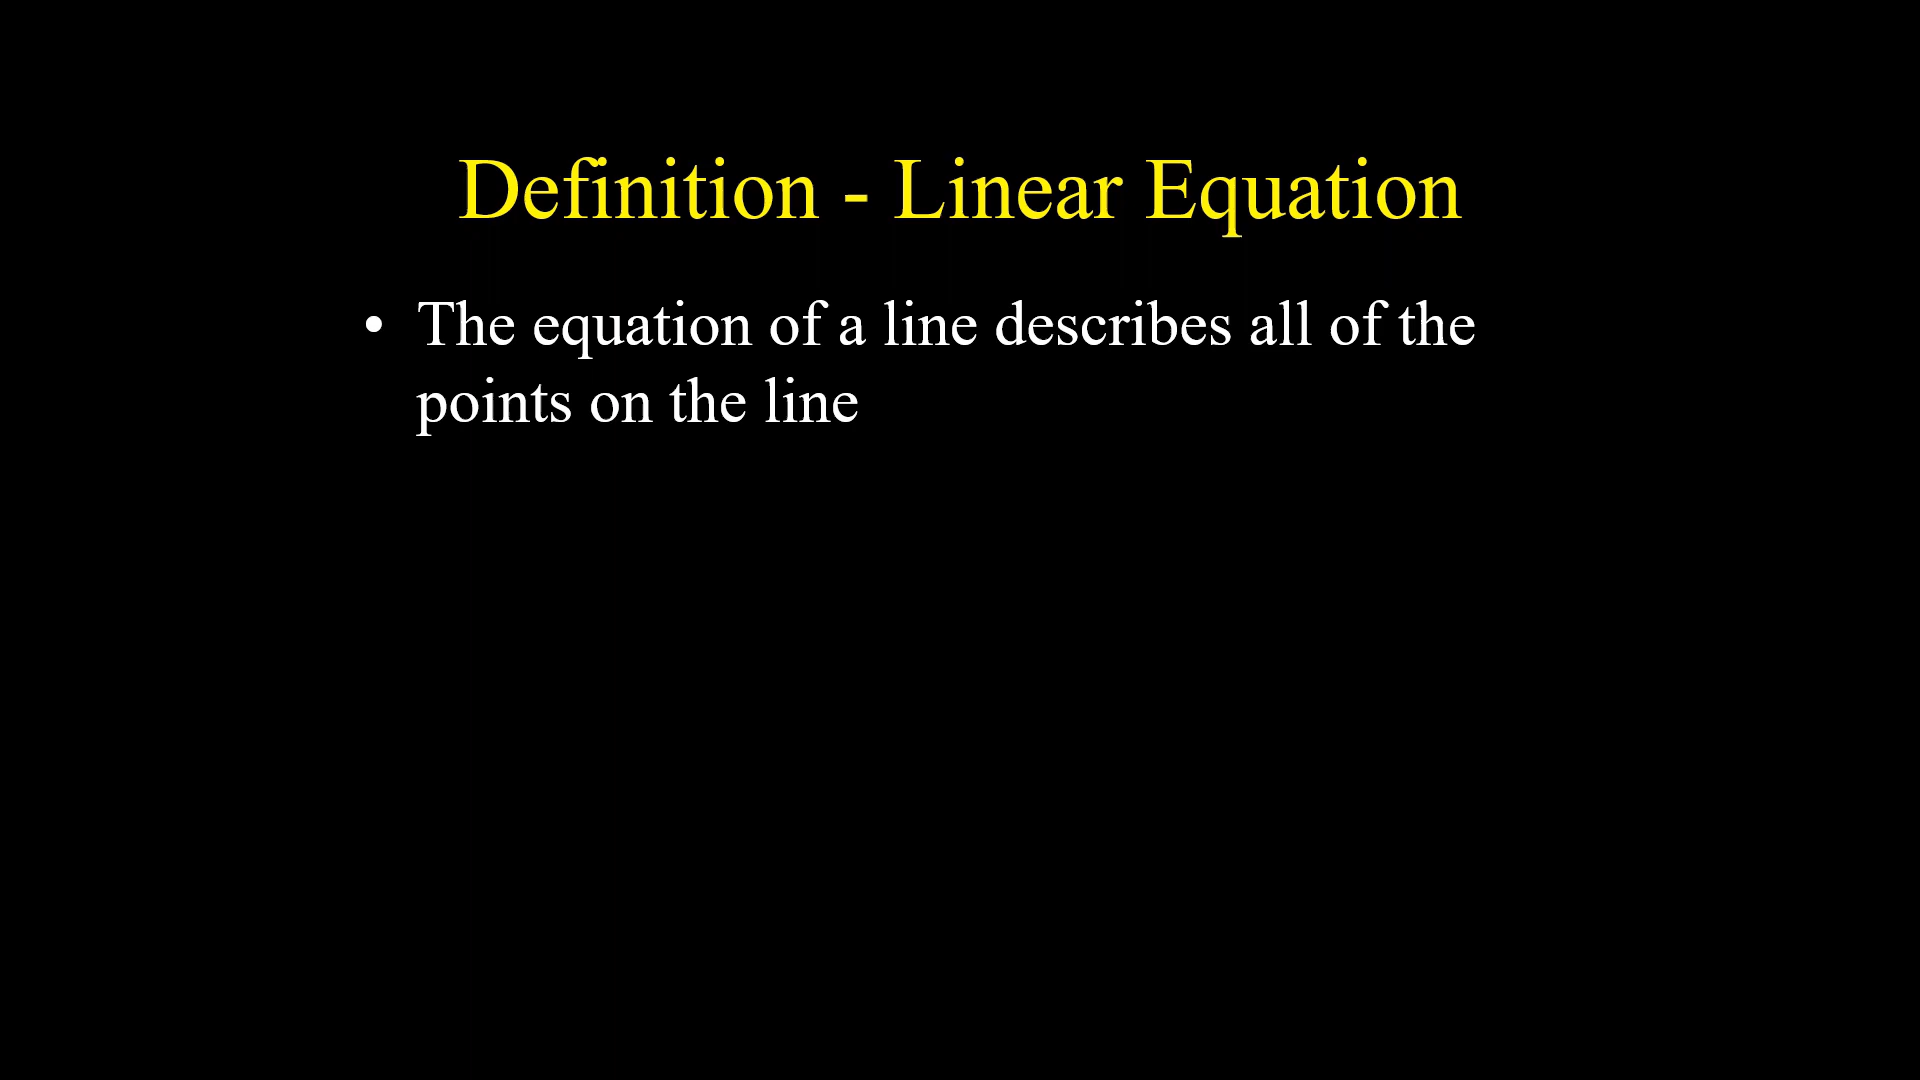 Definition - Linear Equation
• The equation of a line describes all of the
points on the line